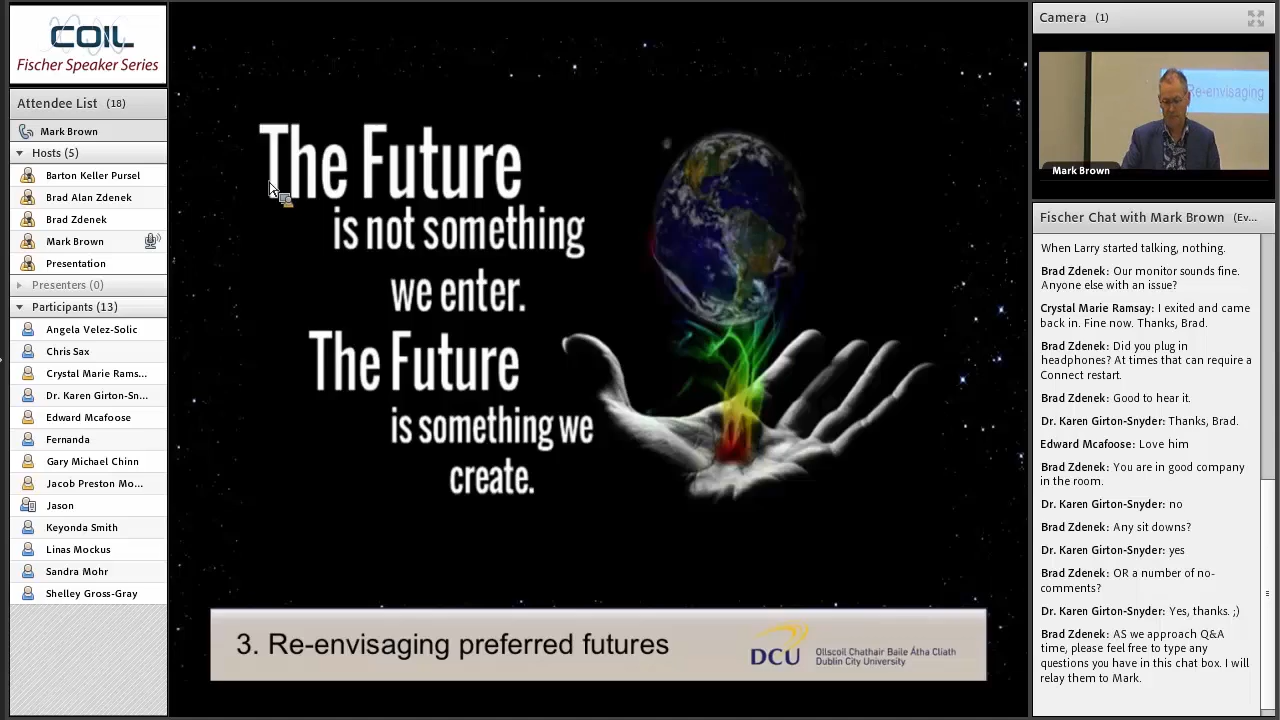 COIL
Fischer Speaker Series
Attendee List (18)
Mark Brown
Hosts (5)
Barton Keller Pursel
Brad Alan Zdenek
Brad Zdenek
Mark Brown
Presentation
Presenters (0)
Participants (13)
Angela Velez-Solic
Chris Sax
Crystal Marie Rams...
Dr. Karen Girton-Sn...
Edward Mcafoose
Fernanda
Gary Michael Chinn
Jacob Preston Mo...
Jason
Keyonda Smith
Linas Mockus
Sandra Mohr
Shelley Gross-Gray
The Future
is not something
we enter.
The Future
is something we
create.
3. Re-envisaging preferred futures
DCU
Ollscoil Chathair Baile Átha Cliath
Dublin City University
Camera (1)
Re-envisaging
Mark Brown
Fischer Chat with Mark Brown (Ev...
When Larry started talking, nothing.
Brad Zdenek: Our monitor sounds fine.
Anyone else with an issue?
Crystal Marie Ramsay: I exited and came
back in. Fine now. Thanks, Brad.
Brad Zdenek: Did you plug in
headphones? At times that can require a
Connect restart.
Brad Zdenek: Good to hear it.
Dr. Karen Girton-Snyder: Thanks, Brad.
Edward Mcafoose: Love him
Brad Zdenek: You are in good company
in the room.
Dr. Karen Girton-Snyder: no
Brad Zdenek: Any sit downs?
Dr. Karen Girton-Snyder: yes
Brad Zdenek: OR a number of no-
comments?
Dr. Karen Girton-Snyder: Yes, thanks. ;)
Brad Zdenek: AS we approach Q&A
time, please feel free to type any
questions you have in this chat box. I will
relay them to Mark.